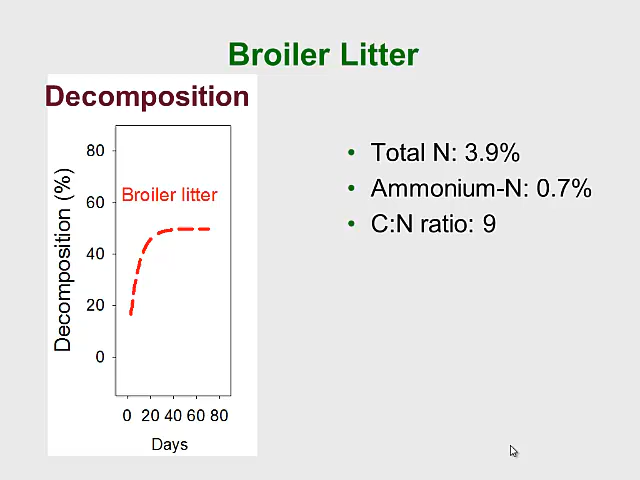 Broiler Litter
Decomposition
Decomposition (%)
80
60
40
20
0
Broiler litter
0 20 40 60 80
Days
• Total N: 3.9%
• Ammonium-N: 0.7%
• C:N ratio: 9